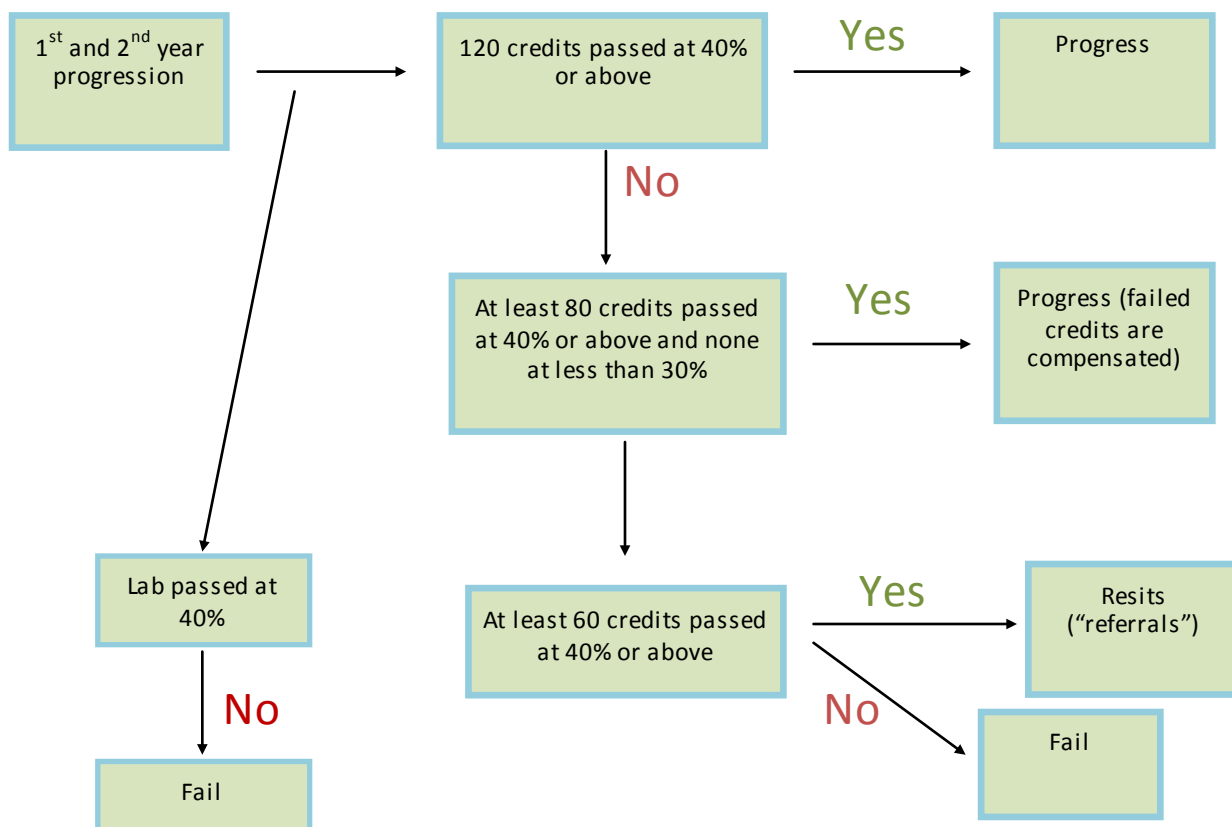 1st and 2nd year
progression
120 credits passed at 40%
or above
Yes
Progress
No
At least 80 credits passed
at 40% or above and none
at less than 30%
Yes
Progress (failed
credits are
compensated)
Lab passed at
40%
At least 60 credits passed
at 40% or above
Yes
Resits
(“referrals”)
No
No
Fail
Fail